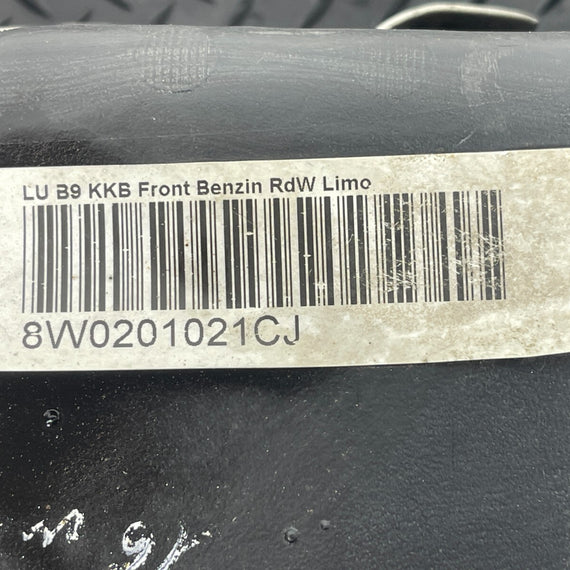 LU B9 KKB Front Benzin RdW Limo
8W0201021CJ